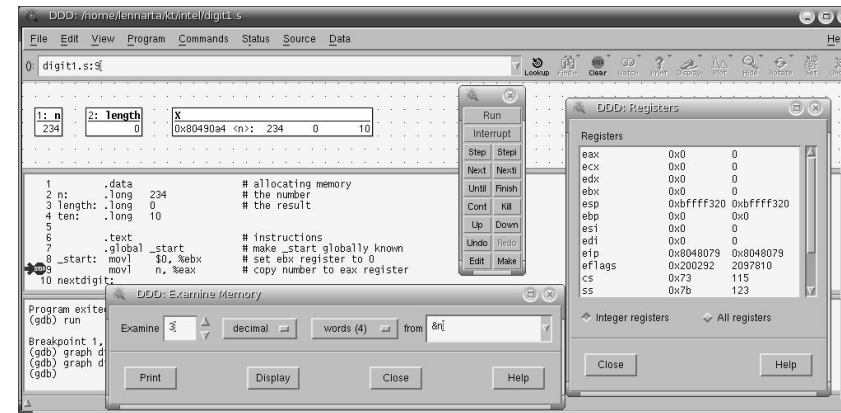 DDD: /home/lennarta/kt/intel/digit1.s
File Edit View Program Commands Status Source Data He
(): digit1.s:9
Lookup Find» Clear Watch Print Display Plot Hide Rotate Set Un
1: n
234
2: length
0
X
0x80490a4 <n>: 234 0 10
Run
Interrupt
Step Stepi
Next Nexti
Until Finish
Cont Kill
Up Down
Undo Redo
Edit Make
DDD: Registers
Registers
eax 0x0 0
ecx 0x0 0
edx 0x0 0
ebx 0x0 0
esp 0xbffff320 0xbffff320
ebp 0x0 0x0
esi 0x0 0
edi 0x0 0
eip 0x8048079 0x8048079
eflags 0x200292 2097810
cs 0x73 115
ss 0x7b 123
Integer registers All registers
Close Help
1 .data # allocating memory
2 n: .long 234 # the number
3 length: .long 0 # the result
4 ten: .long 10
5
6 .text # instructions
7 .global _start # make _start globally known
8 _start: movl $0, %ebx # set ebx register to 0
STOP 9 movl n, %eax # copy number to eax register
10 nextdigit:
Program exite
(gdb) run
Breakpoint 1,
(gdb) graph d
(gdb) graph d
(gdb)
DDD: Examine Memory
Examine 3 decimal words (4) from &n
Print Display Close Help